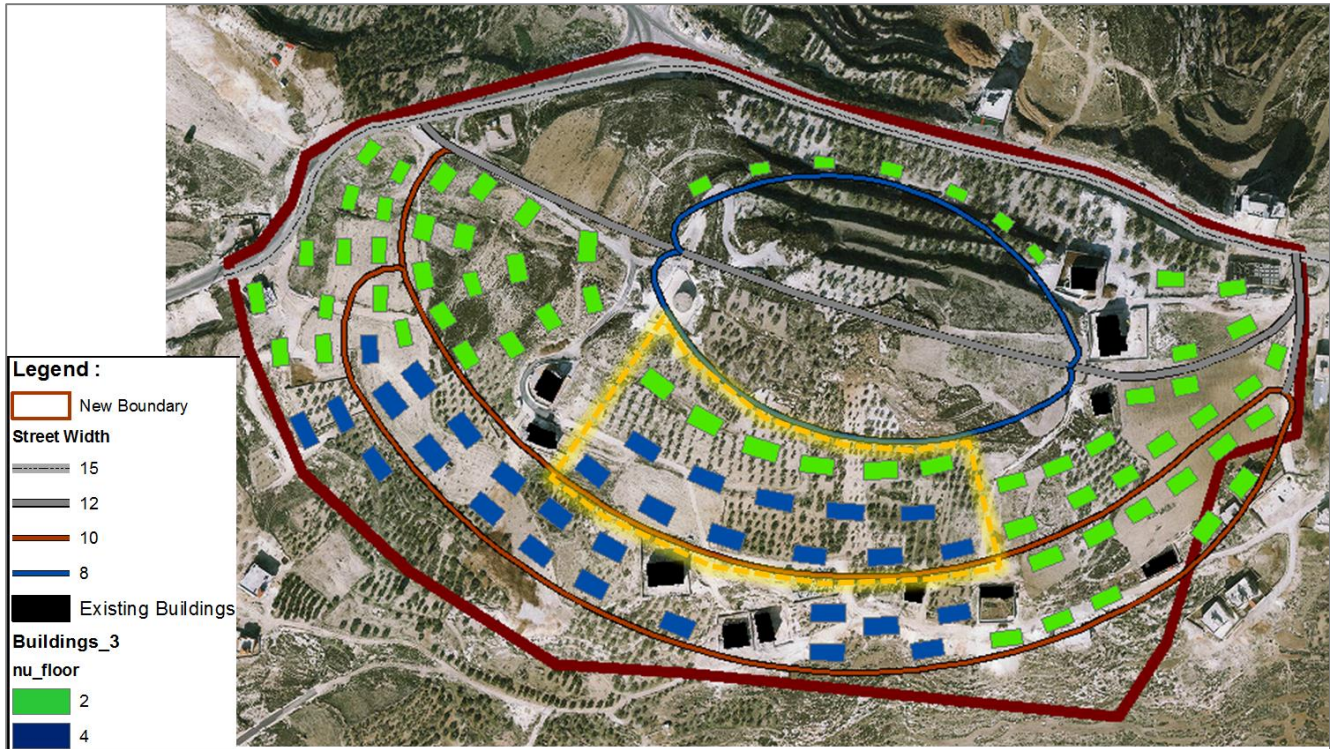 Legend :
New Boundary
Street Width
15
12
10
8
Existing Buildings
Buildings_3
nu_floor
2
4